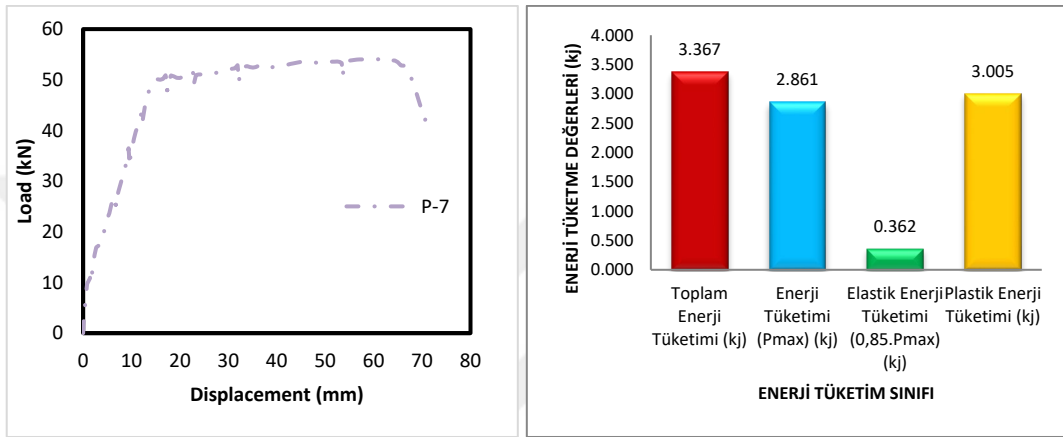 60
50
40
30
20
10
0
Load (kN)
P-7
0 10 20 30 40 50 60 70 80
Displacement (mm)
4.000
3.500
3.000
2.500
2.000
1.500
1.000
0.500
0.000
ENERJİ TÜKETME DEĞERLERİ (kj)
3.367
2.861
0.362
3.005
Toplam
Enerji
Tüketimi (kj)
Enerji
Tüketimi
(Pmax) (kj)
Elastik Enerji
Tüketimi
(0,85.Pmax)
(kj)
Plastik Enerji
Tüketimi (kj)
ENERJİ TÜKETİM SINIFI